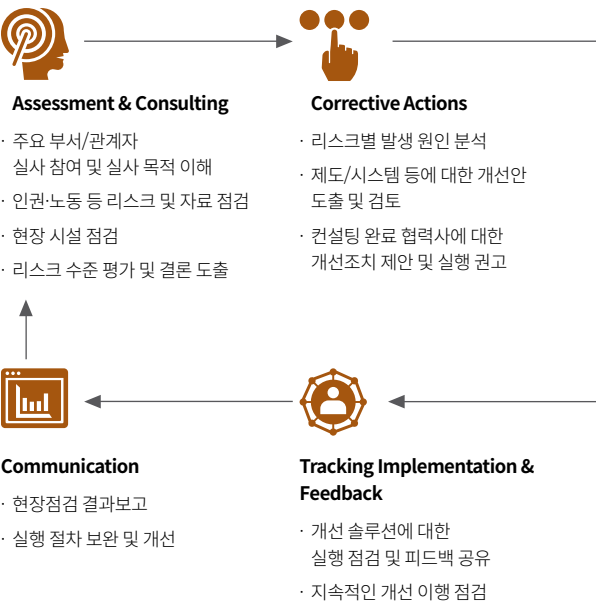 Assessment & Consulting
· 주요 부서/관계자
실사 참여 및 실사 목적 이해
· 인권·노동 등 리스크 및 자료 점검
· 현장 시설 점검
· 리스크 수준 평가 및 결론 도출
Corrective Actions
· 리스크별 발생 원인 분석
· 제도/시스템 등에 대한 개선안
도출 및 검토
· 컨설팅 완료 협력사에 대한
개선조치 제안 및 실행 권고
Communication
· 현장점검 결과보고
· 실행 절차 보완 및 개선
Tracking Implementation &
Feedback
· 개선 솔루션에 대한
실행 점검 및 피드백 공유
· 지속적인 개선 이행 점검